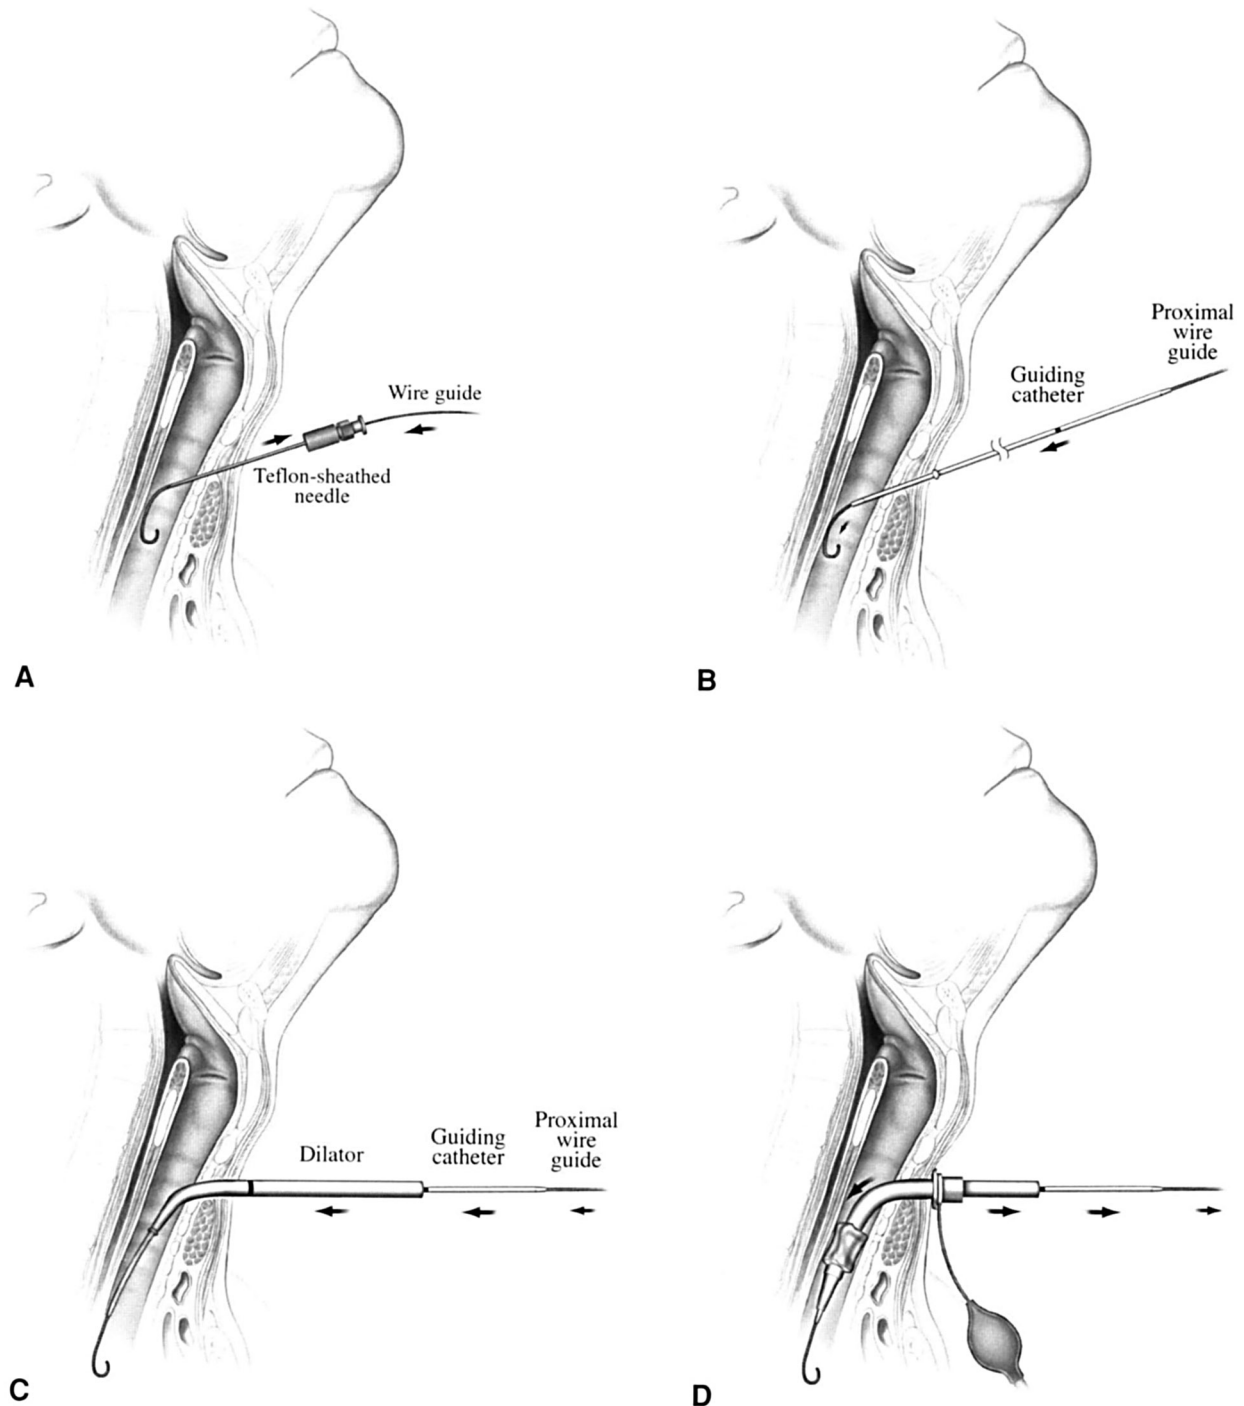 Wire guide
Teflon-sheathed
needle
A
Proximal
wire
guide
Guiding
catheter
B
Dilator
Guiding
catheter
Proximal
wire
guide
C
D